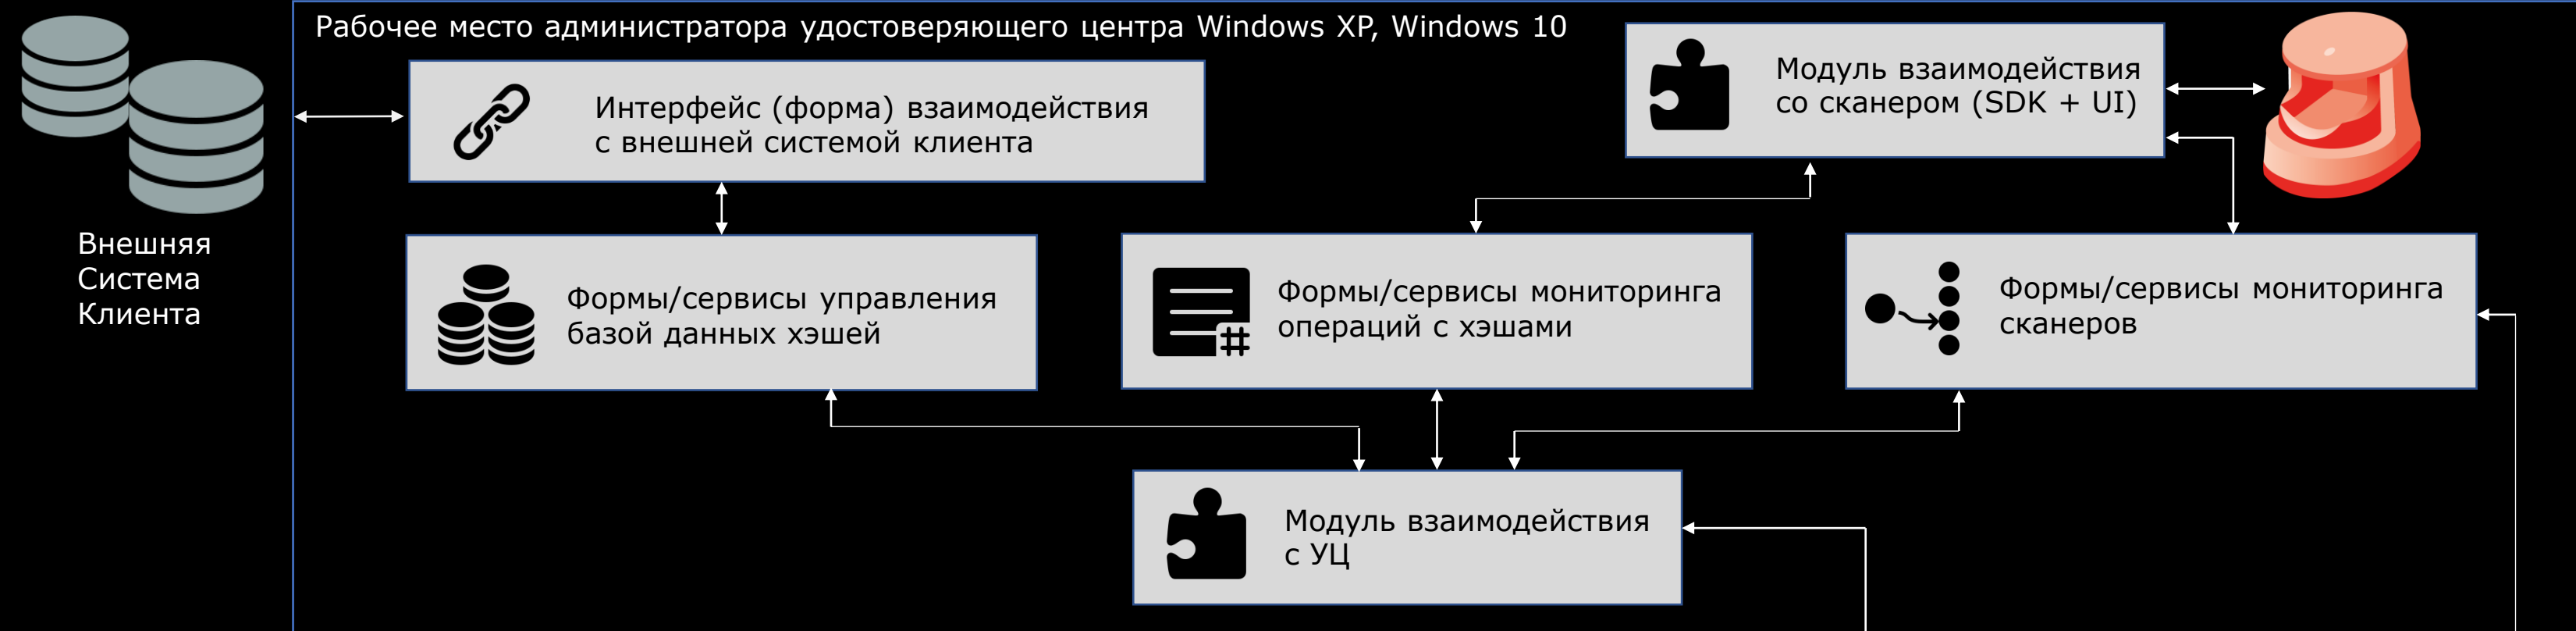 Рабочее место администратора удостоверяющего центра Windows XP, Windows 10
Интерфейс (форма) взаимодействия
с внешней системой клиента
Модуль взаимодействия
со сканером (SDK + UI)
Внешняя
Система
Клиента
Формы/сервисы управления
базой данных хэшей
Формы/сервисы мониторинга
операций с хэшами
Формы/сервисы мониторинга
сканеров
Модуль взаимодействия
с УЦ